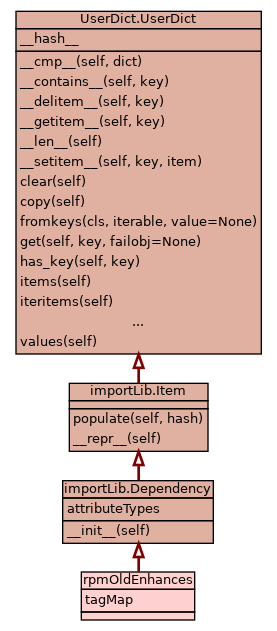 UserDict.UserDict
__hash__
__cmp__(self, dict)
__contains__(self, key)
__delitem__(self, key)
__getitem__(self, key)
__len__(self)
__setitem__(self, key, item)
clear(self)
copy(self)
fromkeys(cls, iterable, value=None)
get(self, key, failobj=None)
has_key(self, key)
items(self)
iteritems(self)
...
values(self)
importLib.Item
populate(self, hash)
__repr__(self)
importLib.Dependency
attributeTypes
__init__(self)
rpmOldEnhances
tagMap